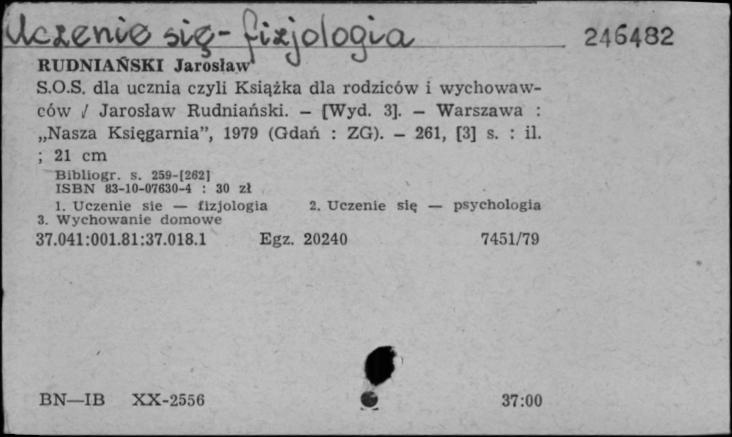 Uczenie się - fizjologia 246482
RUDNIAŃSKI Jarosław
S.O.S. dla ucznia czyli Książka dla rodziców i wychowaw-
ców / Jarosław Rudniański. — [Wyd. 3]. — Warszawa :
„Nasza Księgarnia”, 1979 (Gdań : ZG). — 261, [3] s. : il.
; 21 cm
Bibliogr. s. 259-[262]
ISBN 83-10-07630-4 : 30 zł
1. Uczenie sie — fizjologia 2. Uczenie się — psychologia
3. Wychowanie domowe
37.041:001.81:37.018.1 Egz. 20240 7451/79
BN—IB XX-2556 37:00